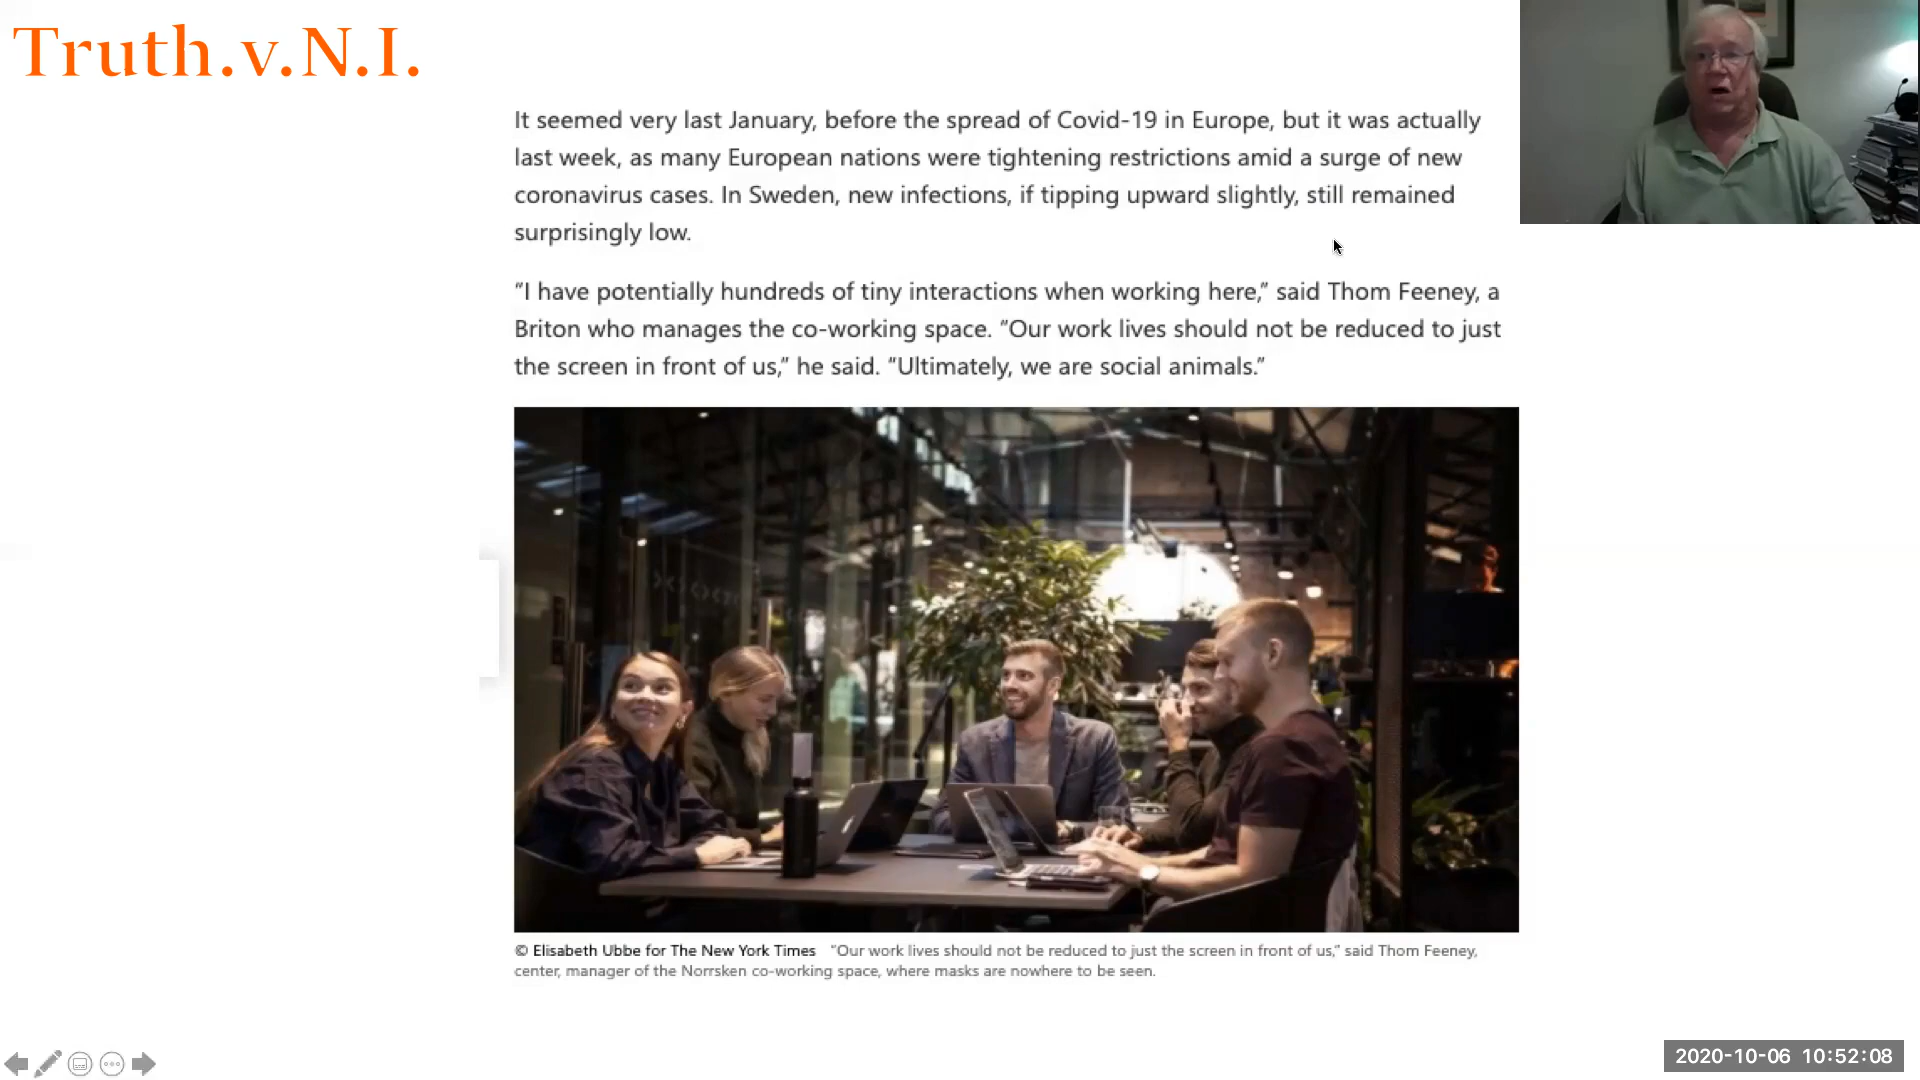 Truth.v.N.I.
It seemed very last January, before the spread of Covid-19 in Europe, but it was actually
last week, as many European nations were tightening restrictions amid a surge of new
coronavirus cases. In Sweden, new infections, if tipping upward slightly, still remained
surprisingly low.
“I have potentially hundreds of tiny interactions when working here,” said Thom Feeney, a
Briton who manages the co-working space. “Our work lives should not be reduced to just
the screen in front of us,” he said. “Ultimately, we are social animals.”
© Elisabeth Ubbe for The New York Times “Our work lives should not be reduced to just the screen in front of us,” said Thom Feeney,
center, manager of the Norrsken co-working space, where masks are nowhere to be seen.
2020-10-06 10:52:08